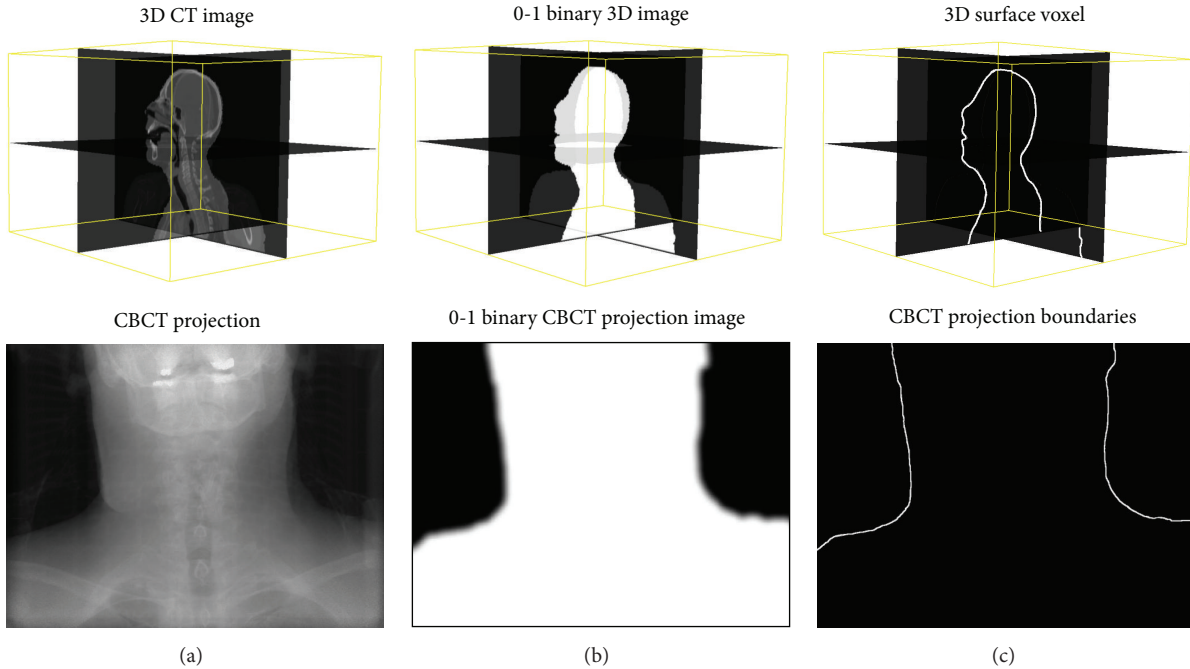 3D CT image
0-1 binary 3D image
3D surface voxel
CBCT projection
0-1 binary CBCT projection image
CBCT projection boundaries
(a)
(b)
(c)